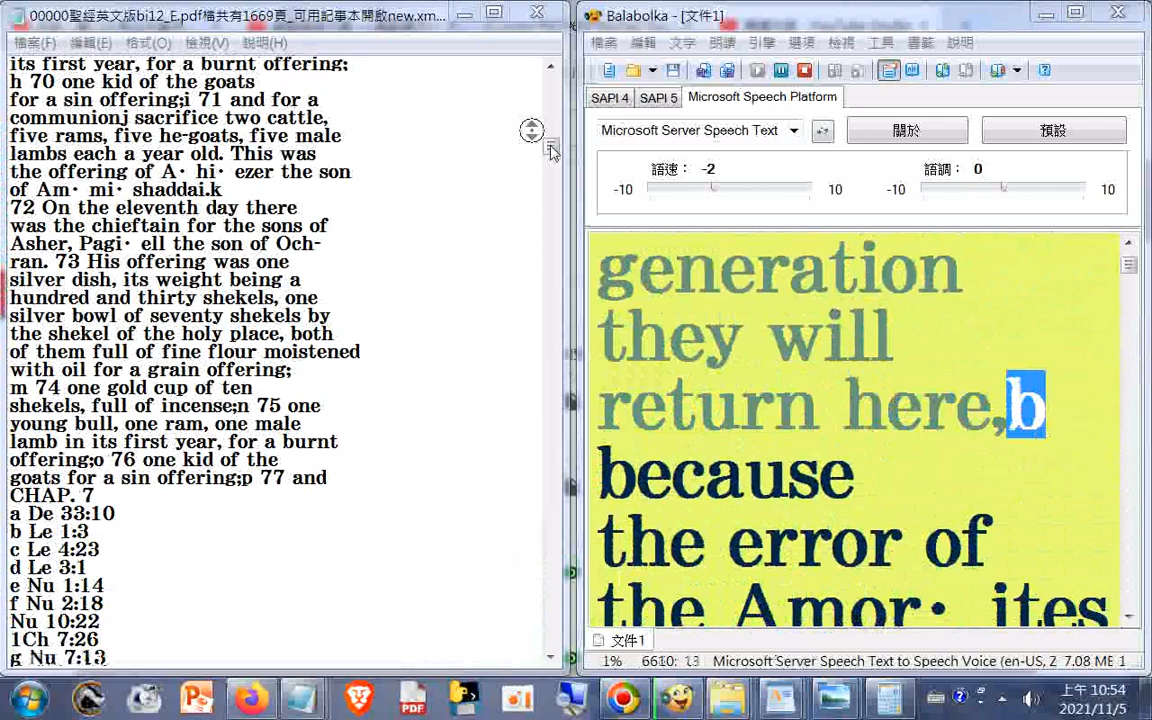 00000聖經英文版bi12_E.pdf檔共有1669頁_可用記事本開啟new.xm...
檔案(F) 編輯(E) 格式(O) 檢視(V) 說明(H)
its first year, for a burnt offering;
h 70 one kid of the goats
for a sin offering;i 71 and for a
communionj sacrifice two cattle,
five rams, five he-goats, five male
lambs each a year old. This was
the offering of A· hi· ezer the son
of Am· mi· shaddai.k
72 On the eleventh day there
was the chieftain for the sons of
Asher, Pagi· ell the son of Och-
ran. 73 His offering was one
silver dish, its weight being a
hundred and thirty shekels, one
silver bowl of seventy shekels by
the shekel of the holy place, both
of them full of fine flour moistened
with oil for a grain offering;
m 74 one gold cup of ten
shekels, full of incense;n 75 one
young bull, one ram, one male
lamb in its first year, for a burnt
offering;o 76 one kid of the
goats for a sin offering;p 77 and
CHAP. 7
a De 33:10
b Le 1:3
c Le 4:23
d Le 3:1
e Nu 1:14
f Nu 2:18
Nu 10:22
1Ch 7:26
g Nu 7:13
Balabolka - [文件1]
檔案 編輯 文字 朗讀 引擎 選項 檢視 工具 書籤 說明
SAPI 4 SAPI 5 Microsoft Speech Platform
Microsoft Server Speech Text 關於 預設
語速： -2 語調： 0
-10 10 -10 10
generation
they will
return here,b
because
the error of
the Amor· ites
文件1
1% 6610: 13 Microsoft Server Speech Text to Speech Voice (en-US, Z 7.08 MB
上午 10:54
2021/11/5